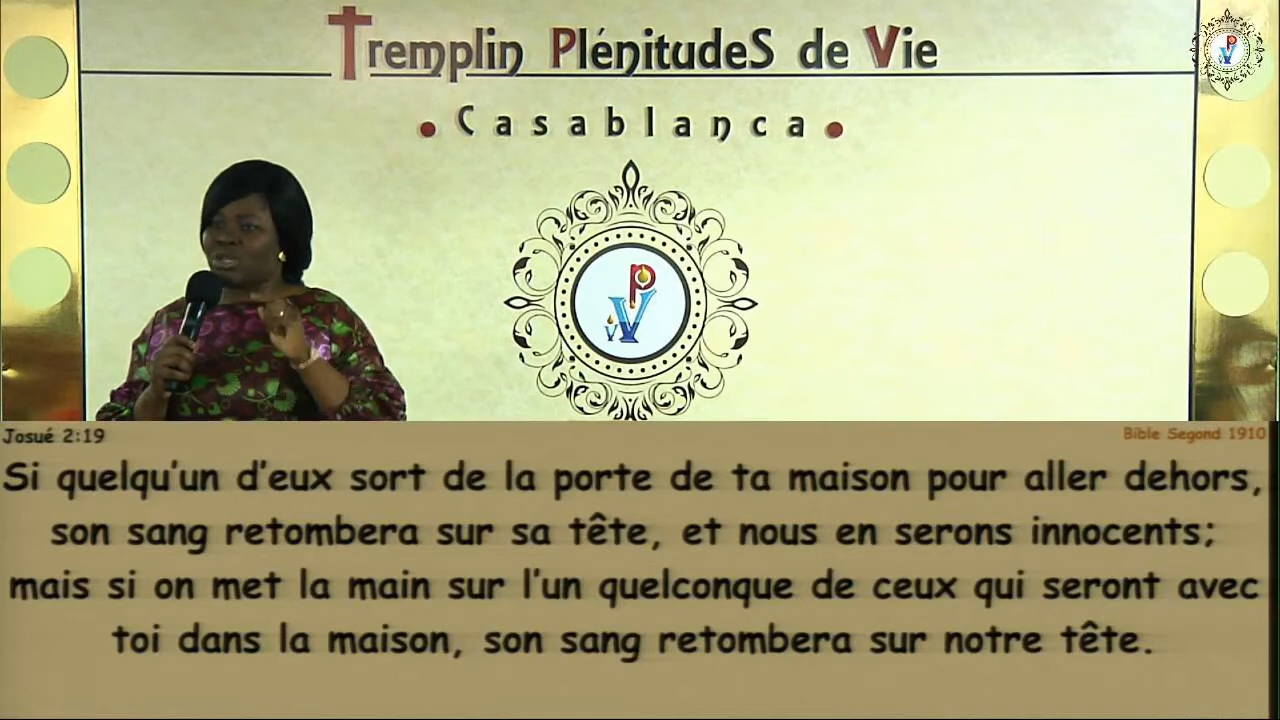 Tremplin PlénitudeS de Vie
• Casablanca •
PV
v
Josué 2:19
Bible Segond 1910
Si quelqu'un d'eux sort de la porte de ta maison pour aller dehors,
son sang retombera sur sa tête, et nous en serons innocents;
mais si on met la main sur l'un quelconque de ceux qui seront avec
toi dans la maison, son sang retombera sur notre tête.